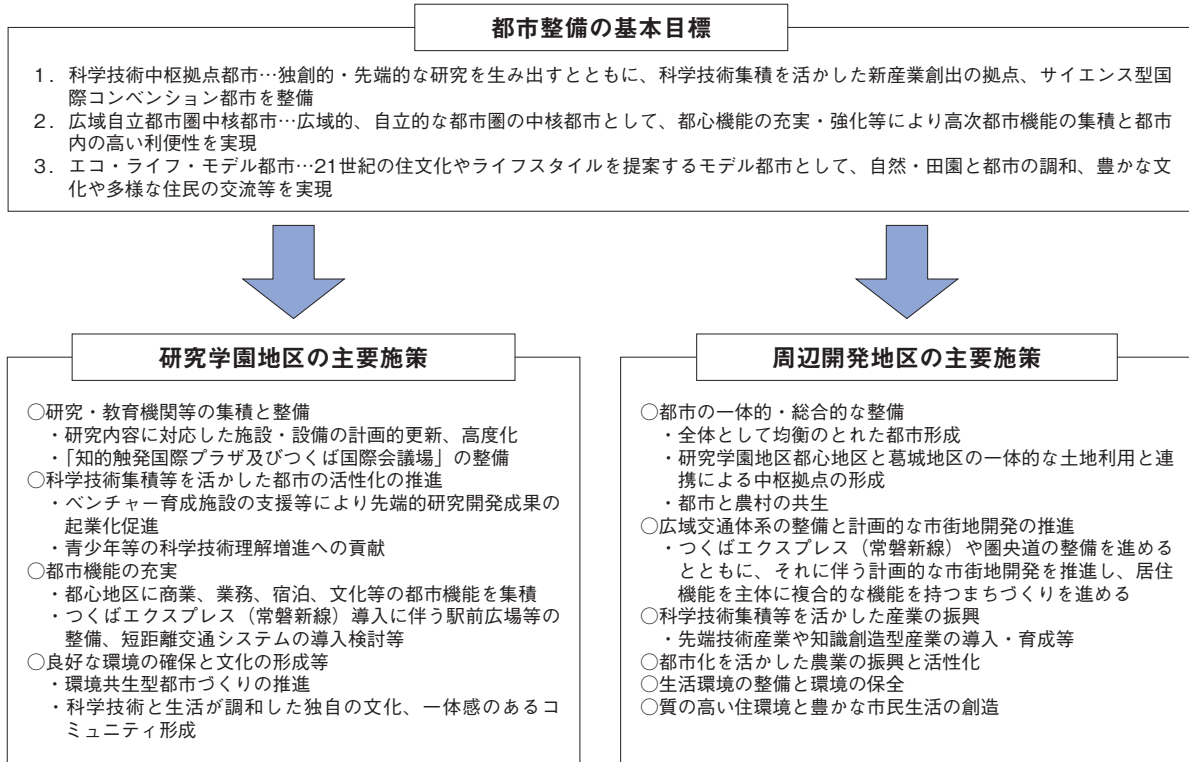 都市整備の基本目標
1．科学技術中枢拠点都市…独創的・先端的な研究を生み出すとともに、科学技術集積を活かした新産業創出の拠点、サイエンス型国
際コンベンション都市を整備
2．広域自立都市圏中核都市…広域的、自立的な都市圏の中核都市として、都心機能の充実・強化等により高次都市機能の集積と都市
内の高い利便性を実現
3．エコ・ライフ・モデル都市…21世紀の住文化やライフスタイルを提案するモデル都市として、自然・田園と都市の調和、豊かな文
化や多様な住民の交流等を実現
研究学園地区の主要施策
○研究・教育機関等の集積と整備
・研究内容に対応した施設・設備の計画的更新、高度化
・「知的触発国際プラザ及びつくば国際会議場」の整備
○科学技術集積等を活かした都市の活性化の推進
・ベンチャー育成施設の支援等により先端的研究開発成果の
起業化促進
・青少年等の科学技術理解増進への貢献
○都市機能の充実
・都心地区に商業、業務、宿泊、文化等の都市機能を集積
・つくばエクスプレス（常磐新線）導入に伴う駅前広場等の
整備、短距離交通システムの導入検討等
○良好な環境の確保と文化の形成等
・環境共生型都市づくりの推進
・科学技術と生活が調和した独自の文化、一体感のあるコ
ミュニティ形成
周辺開発地区の主要施策
○都市の一体的・総合的な整備
・全体として均衡のとれた都市形成
・研究学園地区都心地区と葛城地区の一体的な土地利用と連
携による中枢拠点の形成
・都市と農村の共生
○広域交通体系の整備と計画的な市街地開発の推進
・つくばエクスプレス（常磐新線）や圏央道の整備を進める
とともに、それに伴う計画的な市街地開発を推進し、居住
機能を主体に複合的な機能を持つまちづくりを進める
○科学技術集積等を活かした産業の振興
・先端技術産業や知識創造型産業の導入・育成等
○都市化を活かした農業の振興と活性化
○生活環境の整備と環境の保全
○質の高い住環境と豊かな市民生活の創造